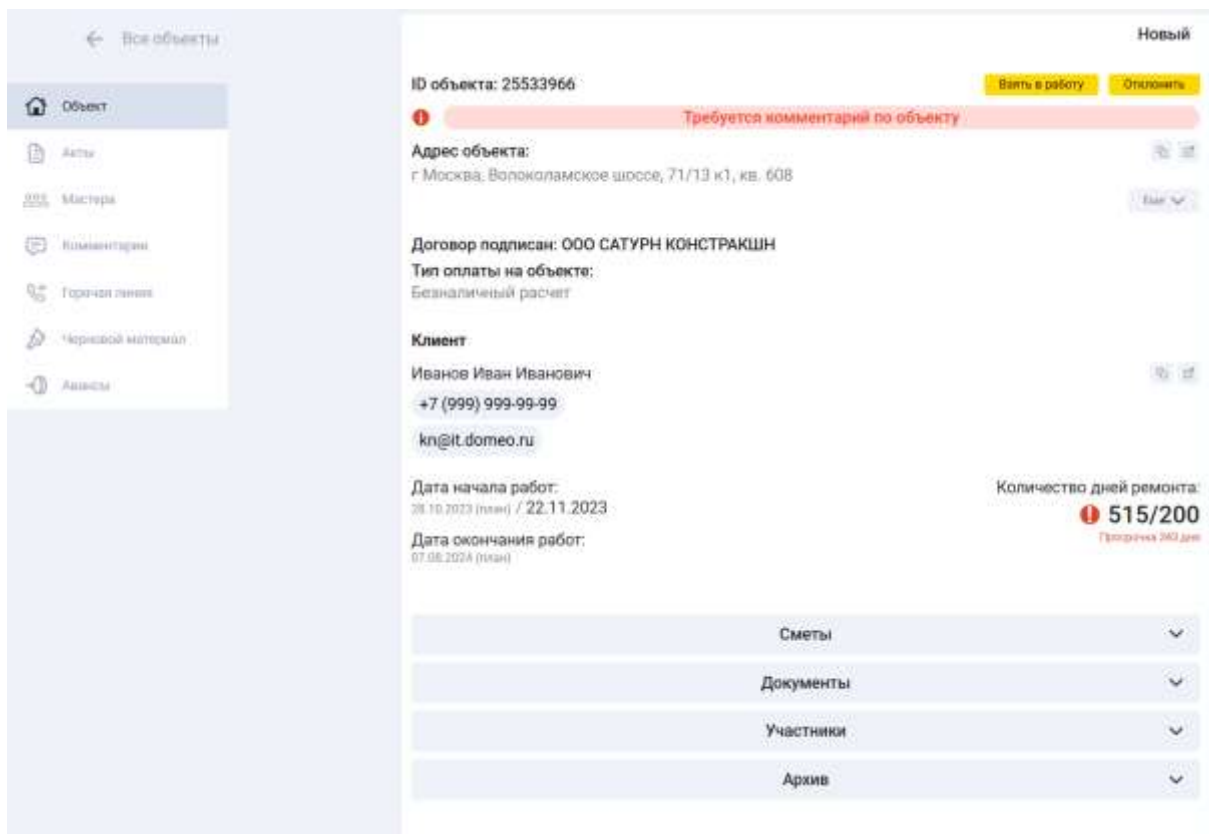 Все объекты
Новый
Объект
Акты
Мастера
Комментарии
Горячая линия
Черновой материал
Авансы
ID объекта: 25533966
Взять в работу
Отклонить
Требуется комментарий по объекту
Адрес объекта:
г Москва, Волоколамское шоссе, 71/13 к1, кв. 608
Еще
Договор подписан: ООО САТУРН КОНСТРАКШН
Тип оплаты на объекте:
Безналичный расчет
Клиент
Иванов Иван Иванович
+7 (999) 999-99-99
kn@it.domeo.ru
Дата начала работ:
28.10.2023 (план) / 22.11.2023
Дата окончания работ:
07.08.2024 (план)
Количество дней ремонта:
515/200
Просрочка дня
Сметы
Документы
Участники
Архив